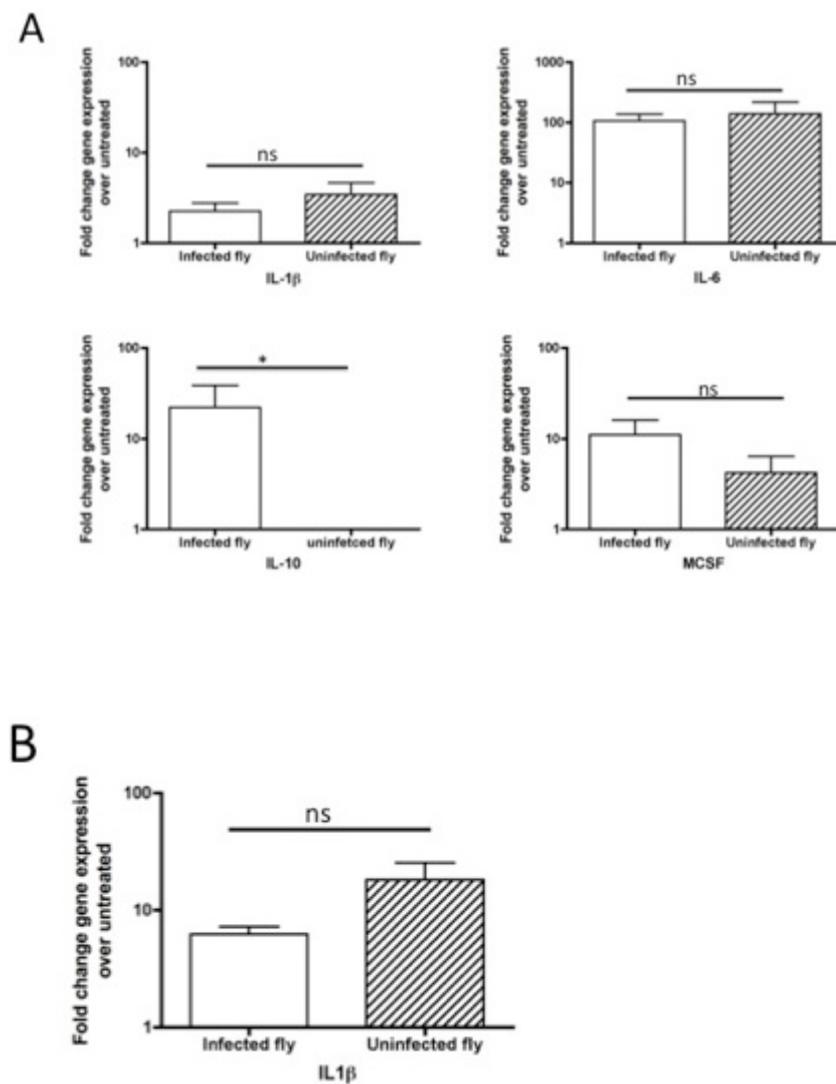 A
Fold change gene expression
over untreated
100
10
1
ns
Infected fly
Uninfected fly
IL-1β
Fold change gene expression
over untreated
1000
100
10
1
ns
Infected fly
Uninfected fly
IL-6
Fold change gene expression
over untreated
100
10
1
*
Infected fly
uninfetced fly
IL-10
Fold change gene expression
over untreated
100
10
1
ns
Infected fly
Uninfected fly
MCSF
B
Fold change gene expression
over untreated
100
10
1
ns
Infected fly
Uninfected fly
IL1β